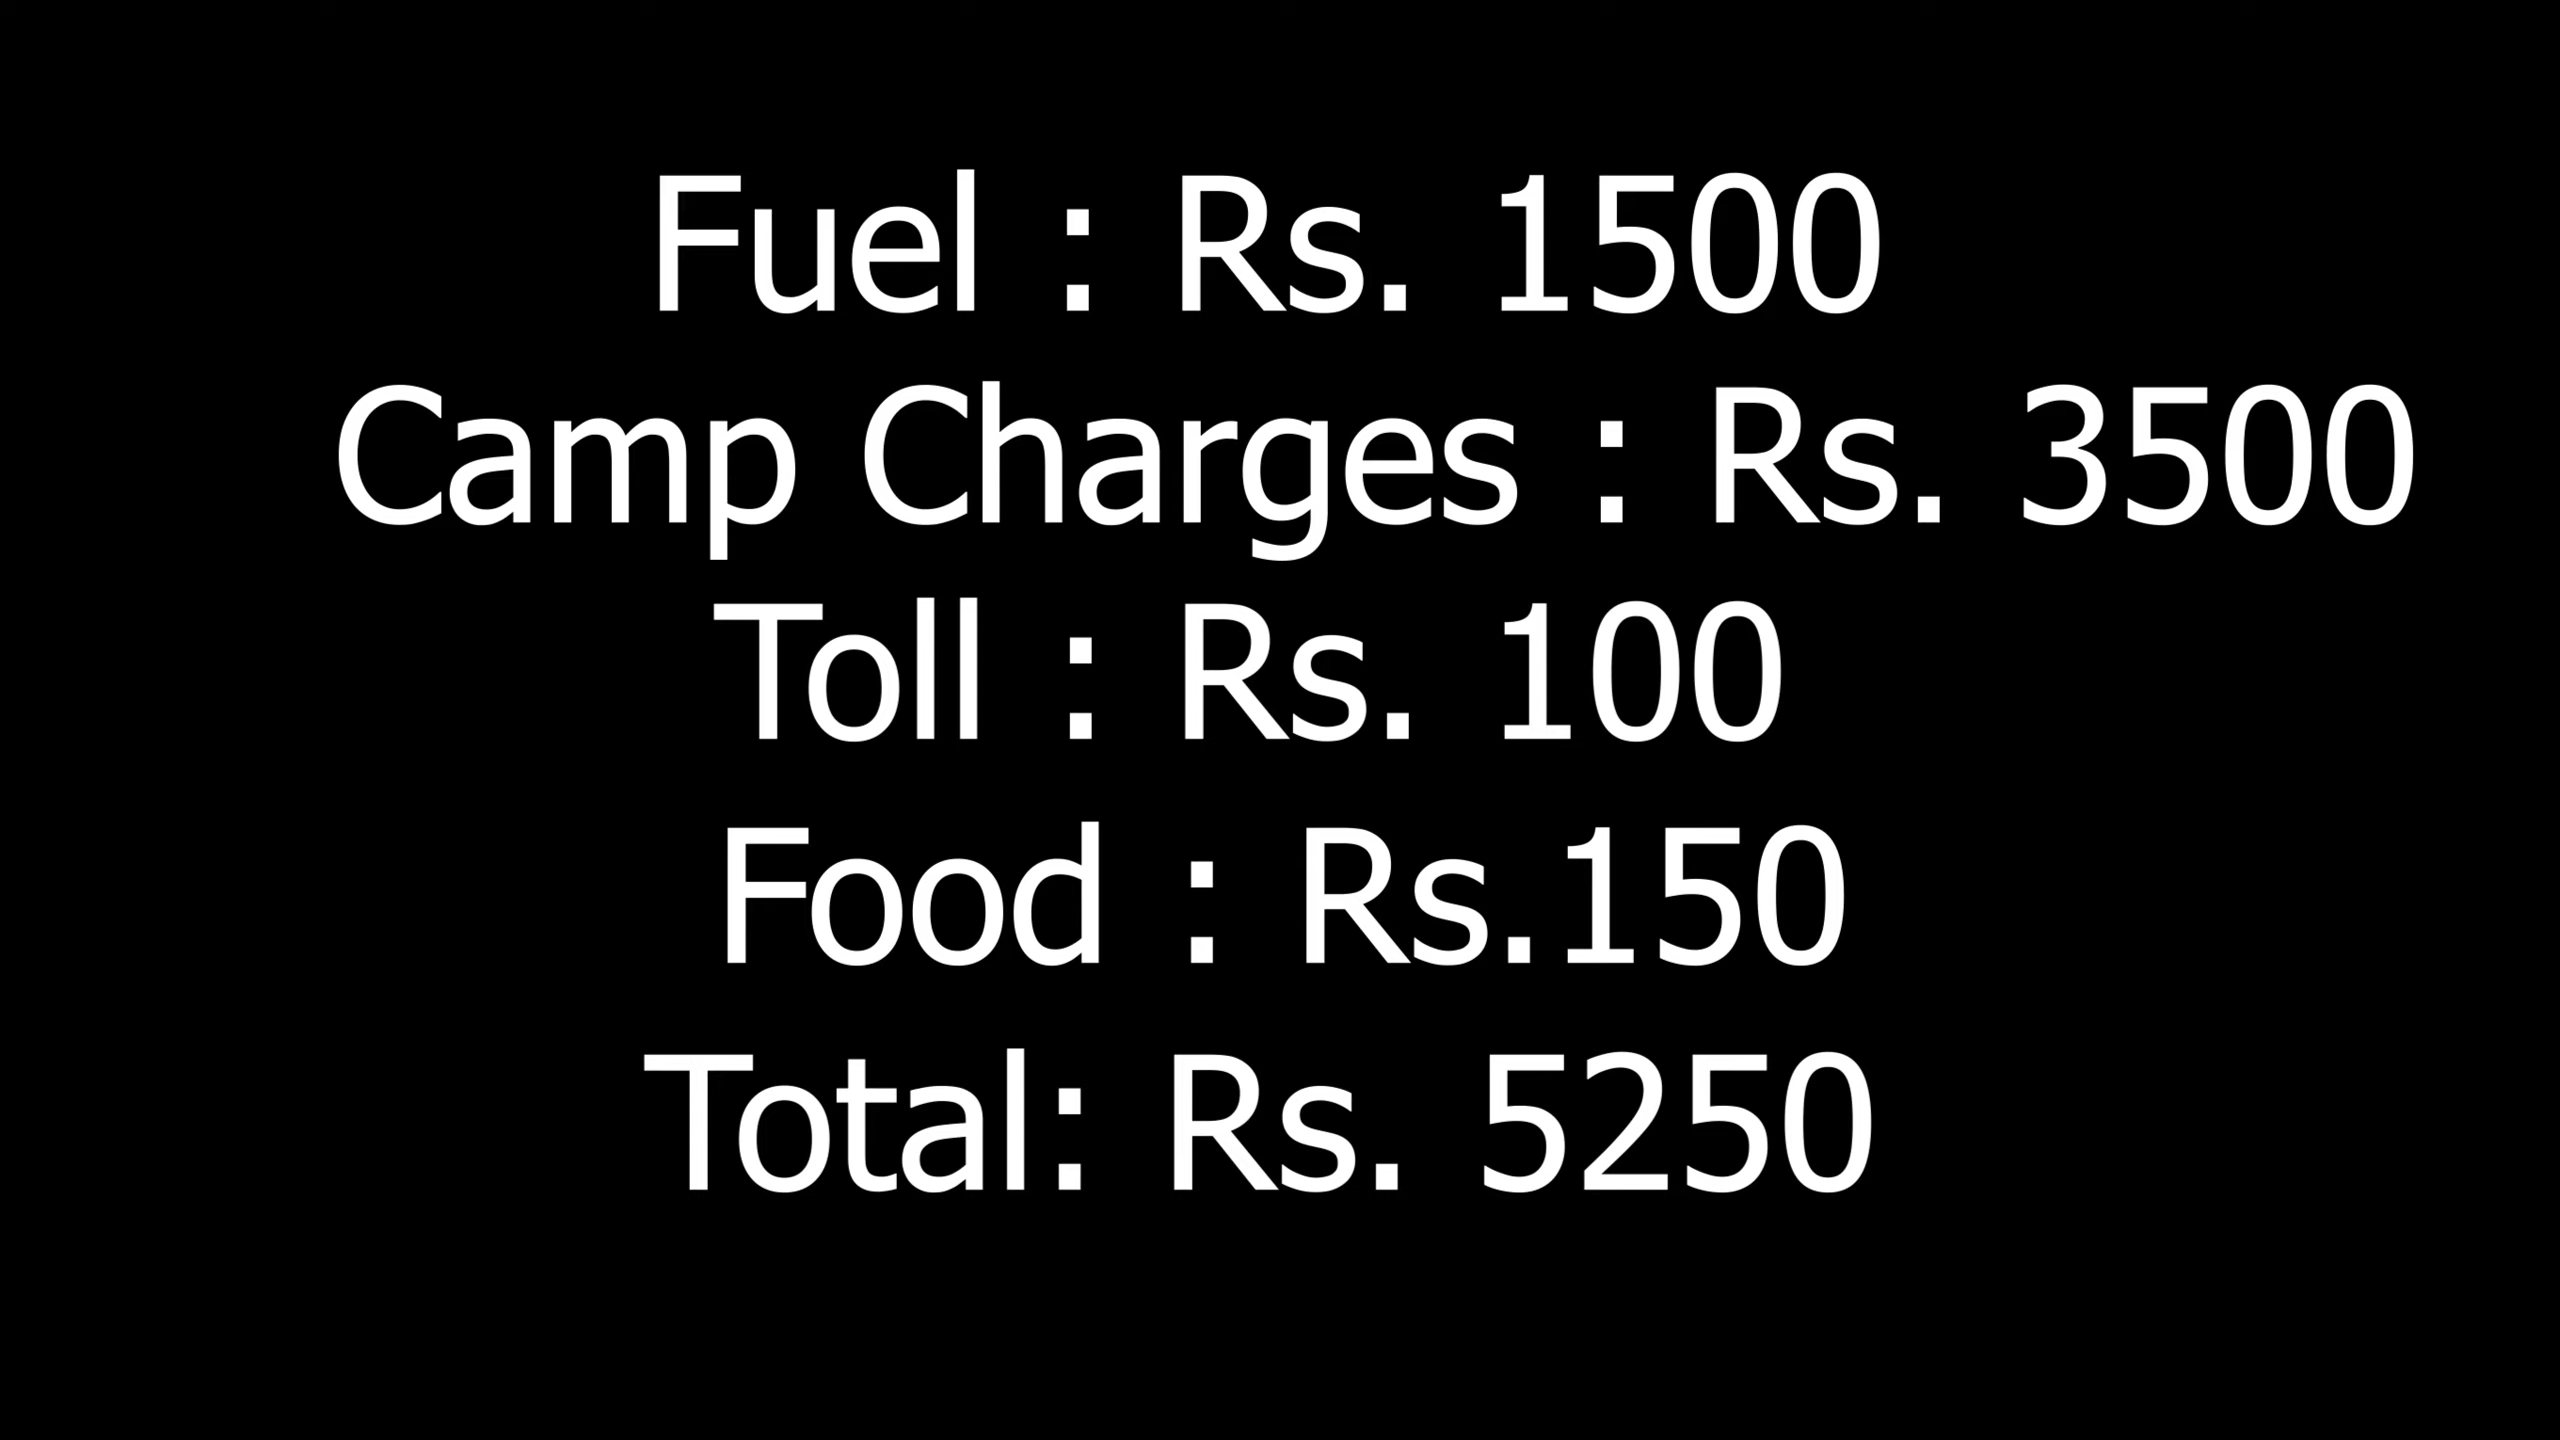 Fuel : Rs. 1500
Camp Charges : Rs. 3500
Toll : Rs. 100
Food : Rs.150
Total: Rs. 5250